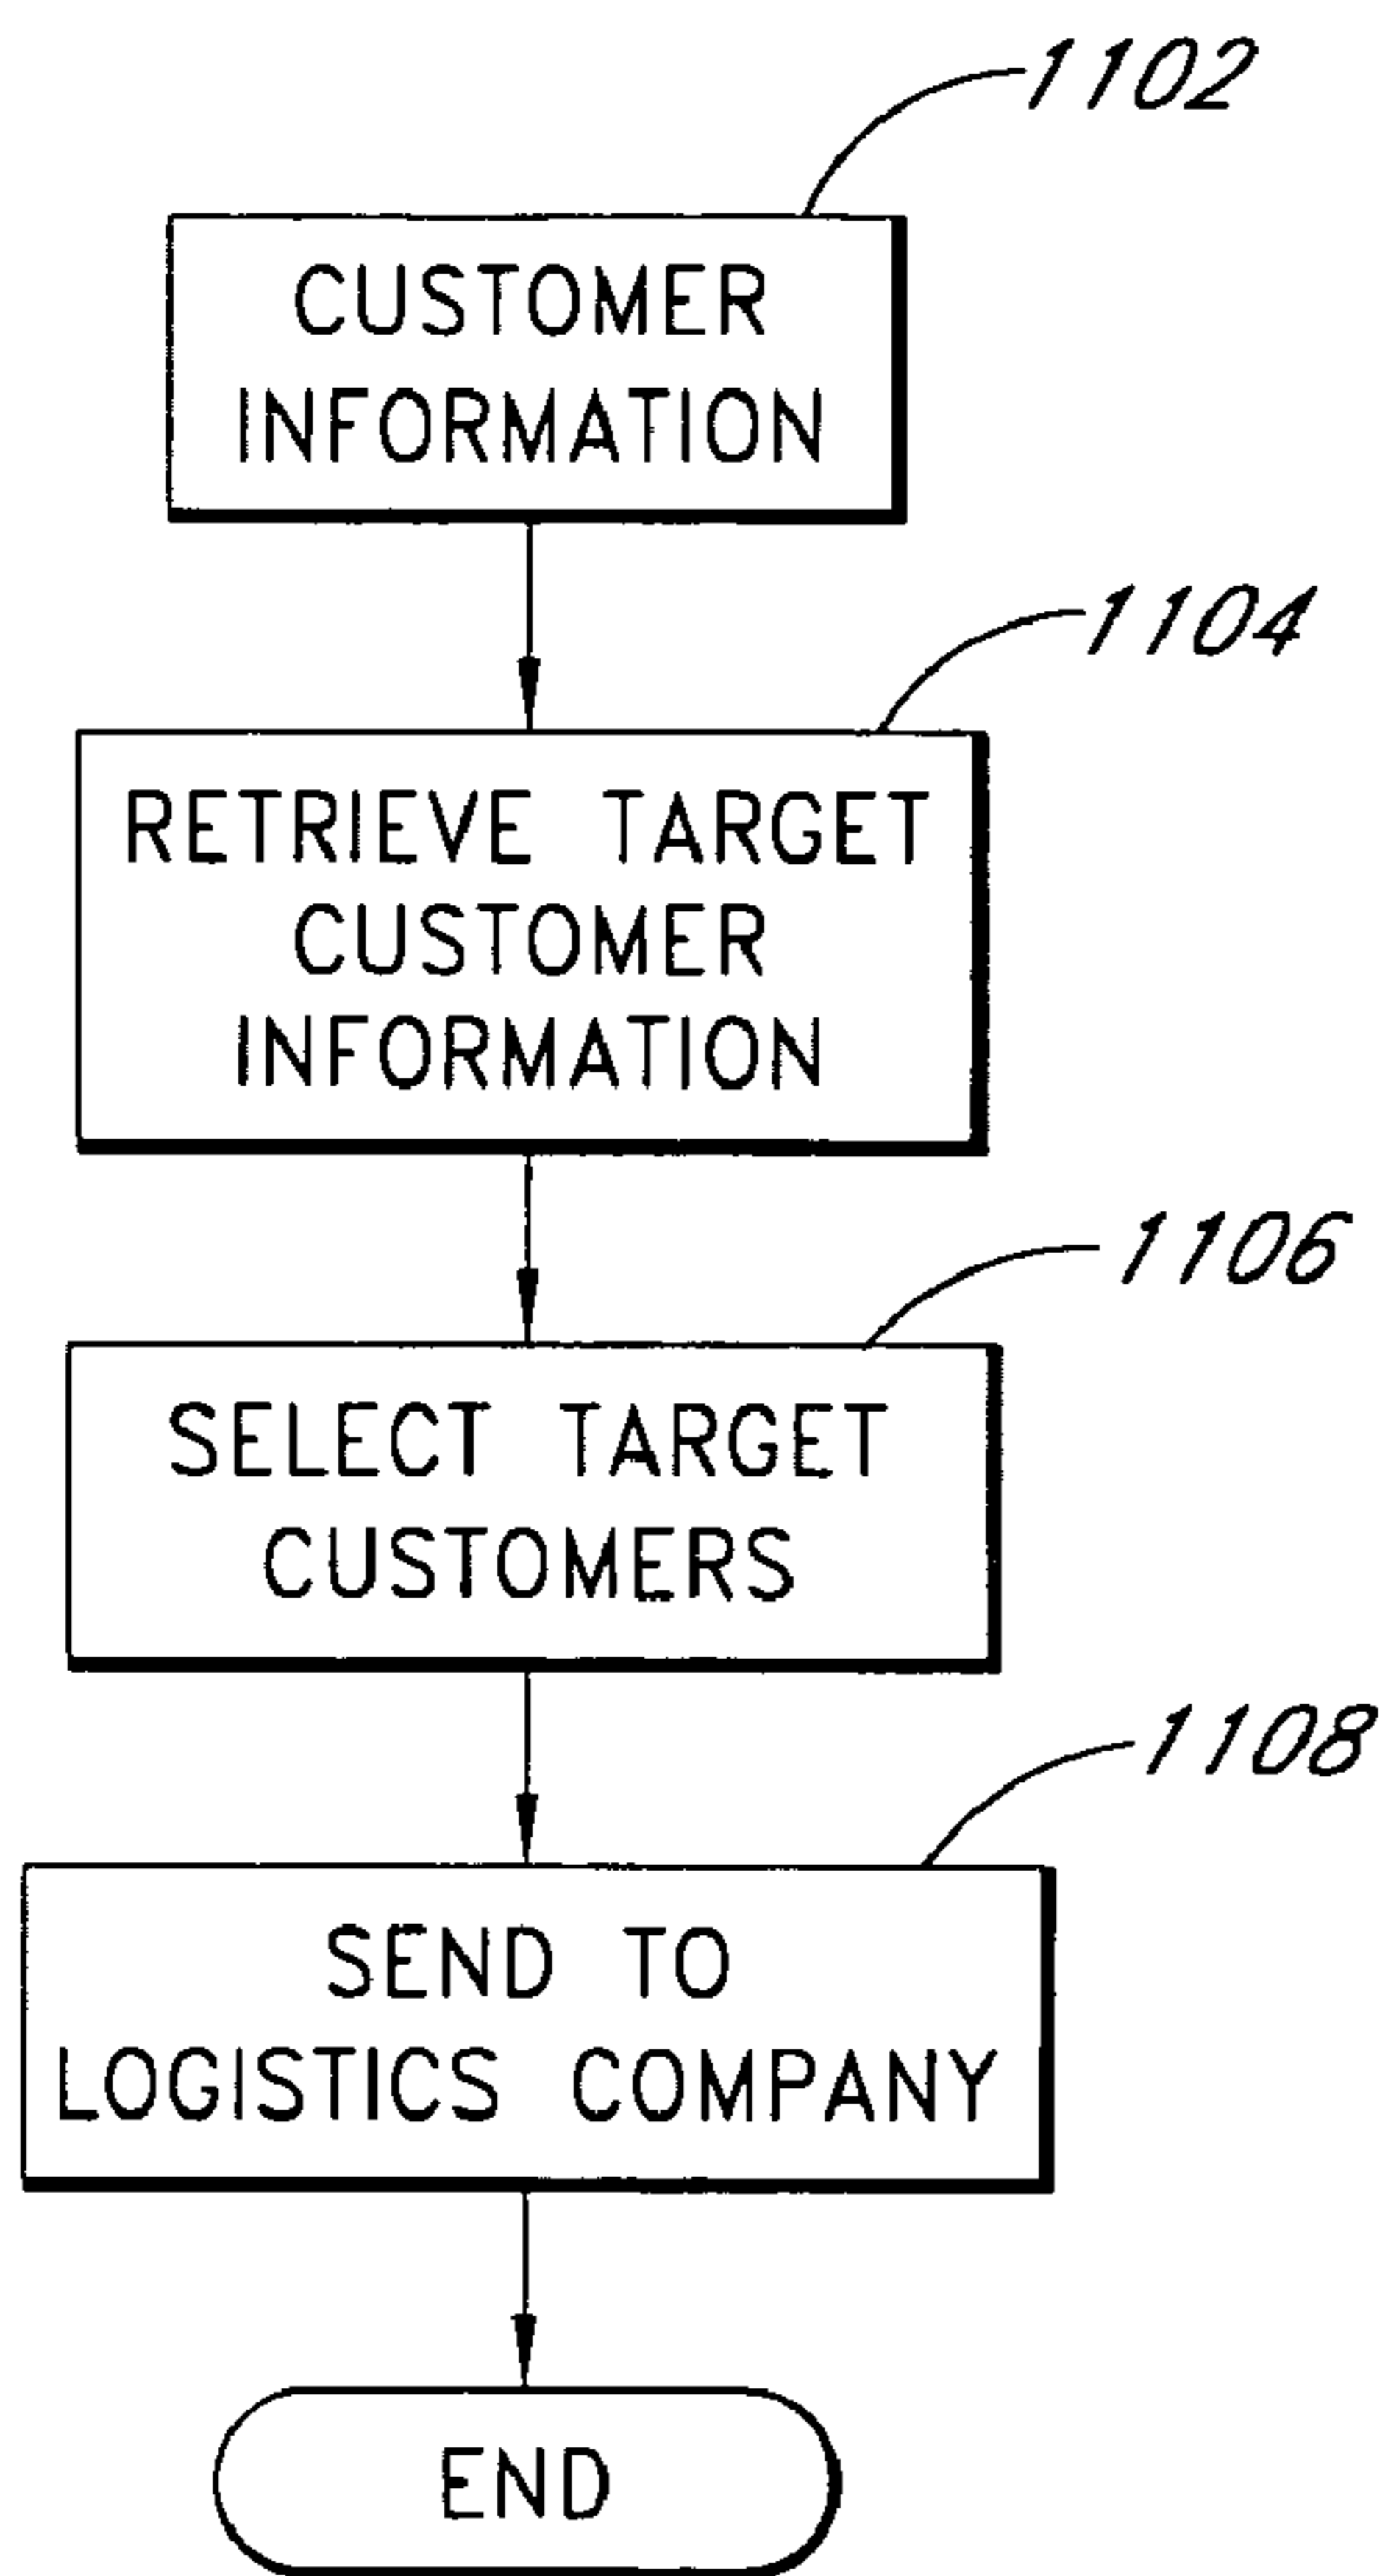 1102
CUSTOMER
INFORMATION
1104
RETRIEVE TARGET
CUSTOMER
INFORMATION
1106
SELECT TARGET
CUSTOMERS
1108
SEND TO
LOGISTICS COMPANY
END